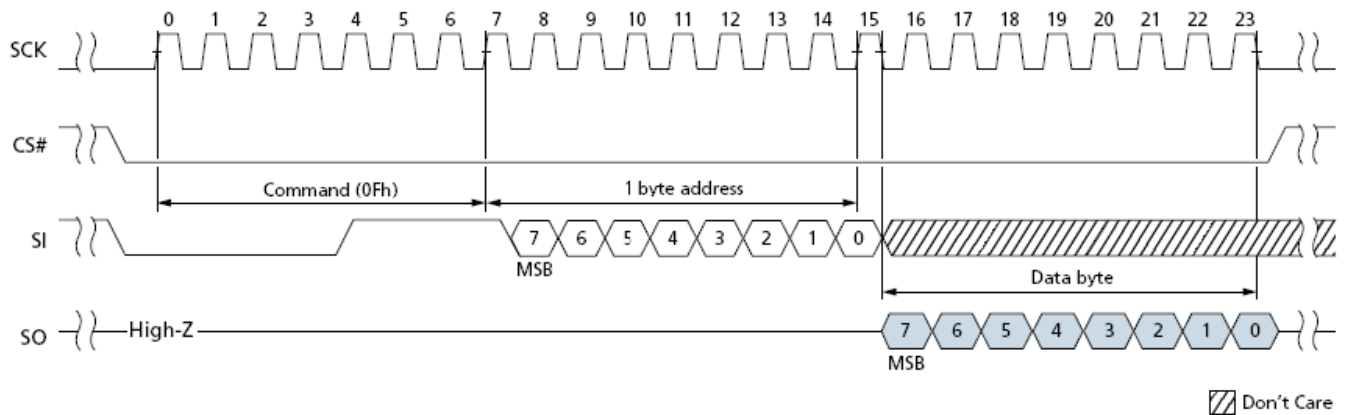 0 1 2 3 4 5 6 7 8 9 10 11 12 13 14 15 16 17 18 19 20 21 22 23
SCK
CS#
Command (0Fh) 1 byte address
SI 7 6 5 4 3 2 1 0
MSB
Data byte
SO High-Z 7 6 5 4 3 2 1 0
MSB
Don't Care